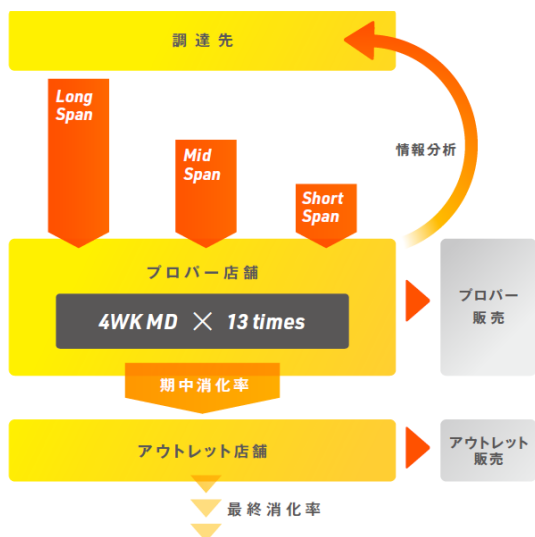 調達先
Long
Span
Mid
Span
Short
Span
情報分析
プロパー店舗
4WK MD × 13 times
プロパー
販売
期中消化率
アウトレット店舗
アウトレット
販売
最終消化率